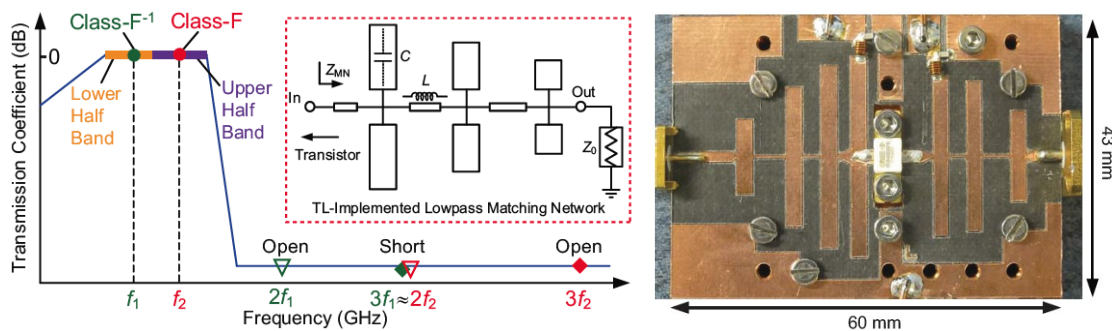 Class-F⁻¹
Class-F
Transmission Coefficient (dB)
0
Lower
Half
Band
Upper
Half
Band
Z_MN
C
L
In
Out
Transistor
Z₀
TL-Implemented Lowpass Matching Network
Open
Short
Open
f₁
f₂
2f₁
3f₁≈2f₂
3f₂
Frequency (GHz)
43 mm
60 mm